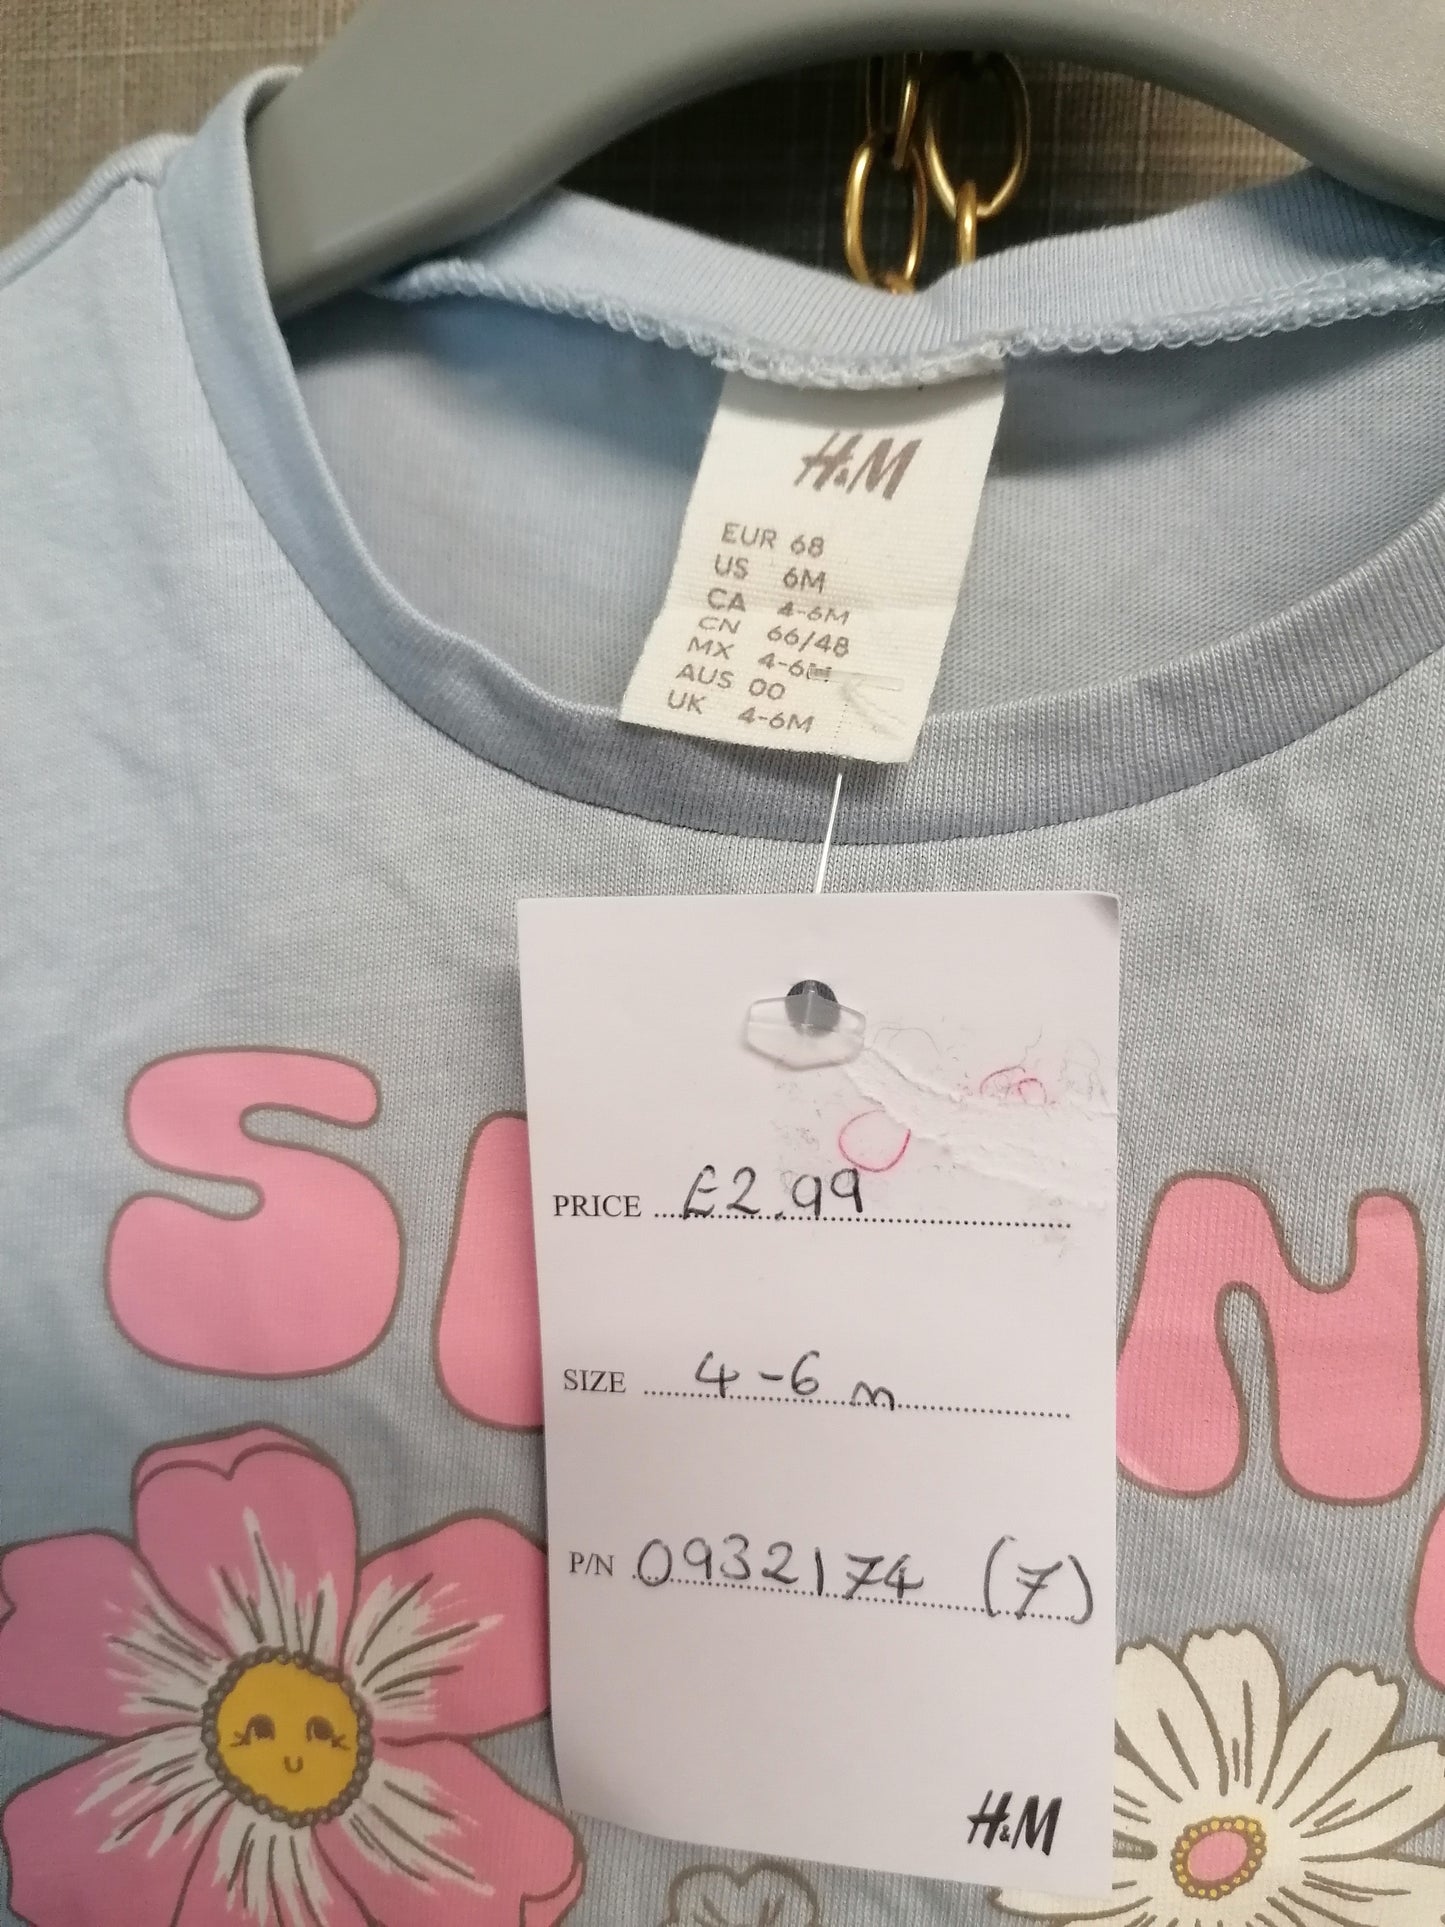 H&M
EUR 68
US 6M
CA 4-6M
CN 66/48
MX 4-6M
AUS 00
UK 4-6M
PRICE £2.99
SIZE 4-6 m
P/N 0932174 (7)
H&M
S
N